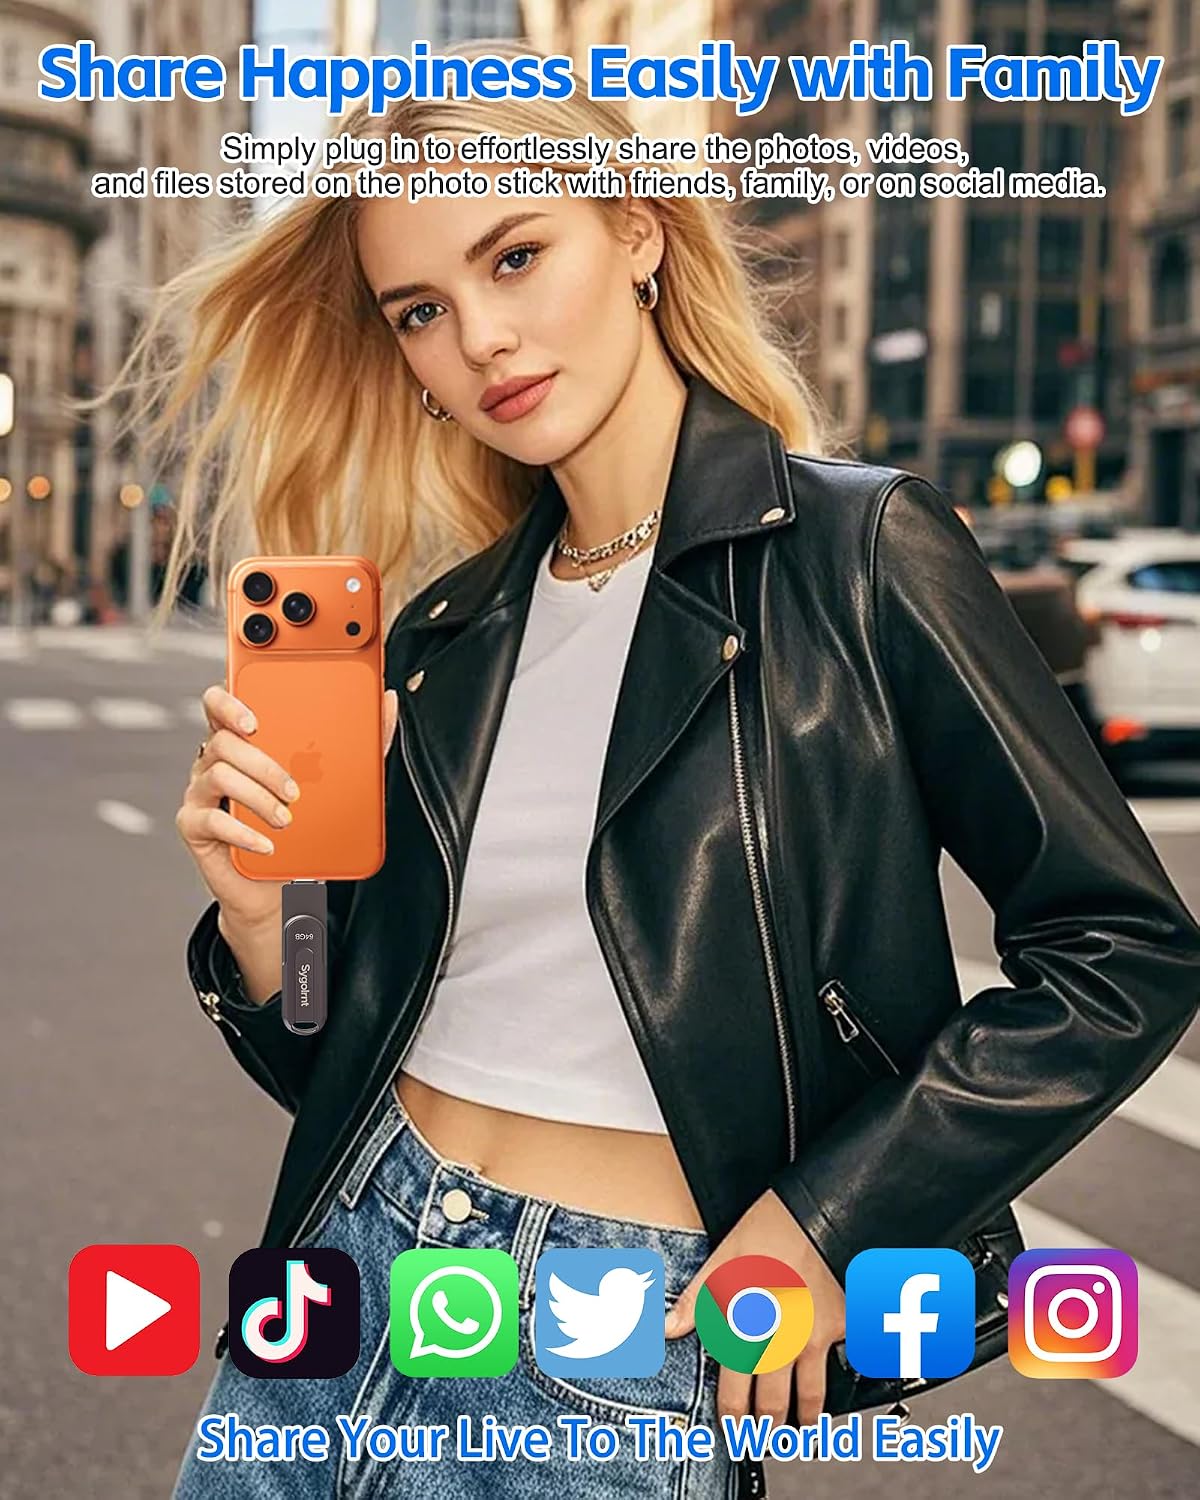 Share Happiness Easily with Family
Simply plug in to effortlessly share the photos, videos,
and files stored on the photo stick with friends, family, or on social media.
64GB
Sygolrnt
Share Your Live To The World Easily